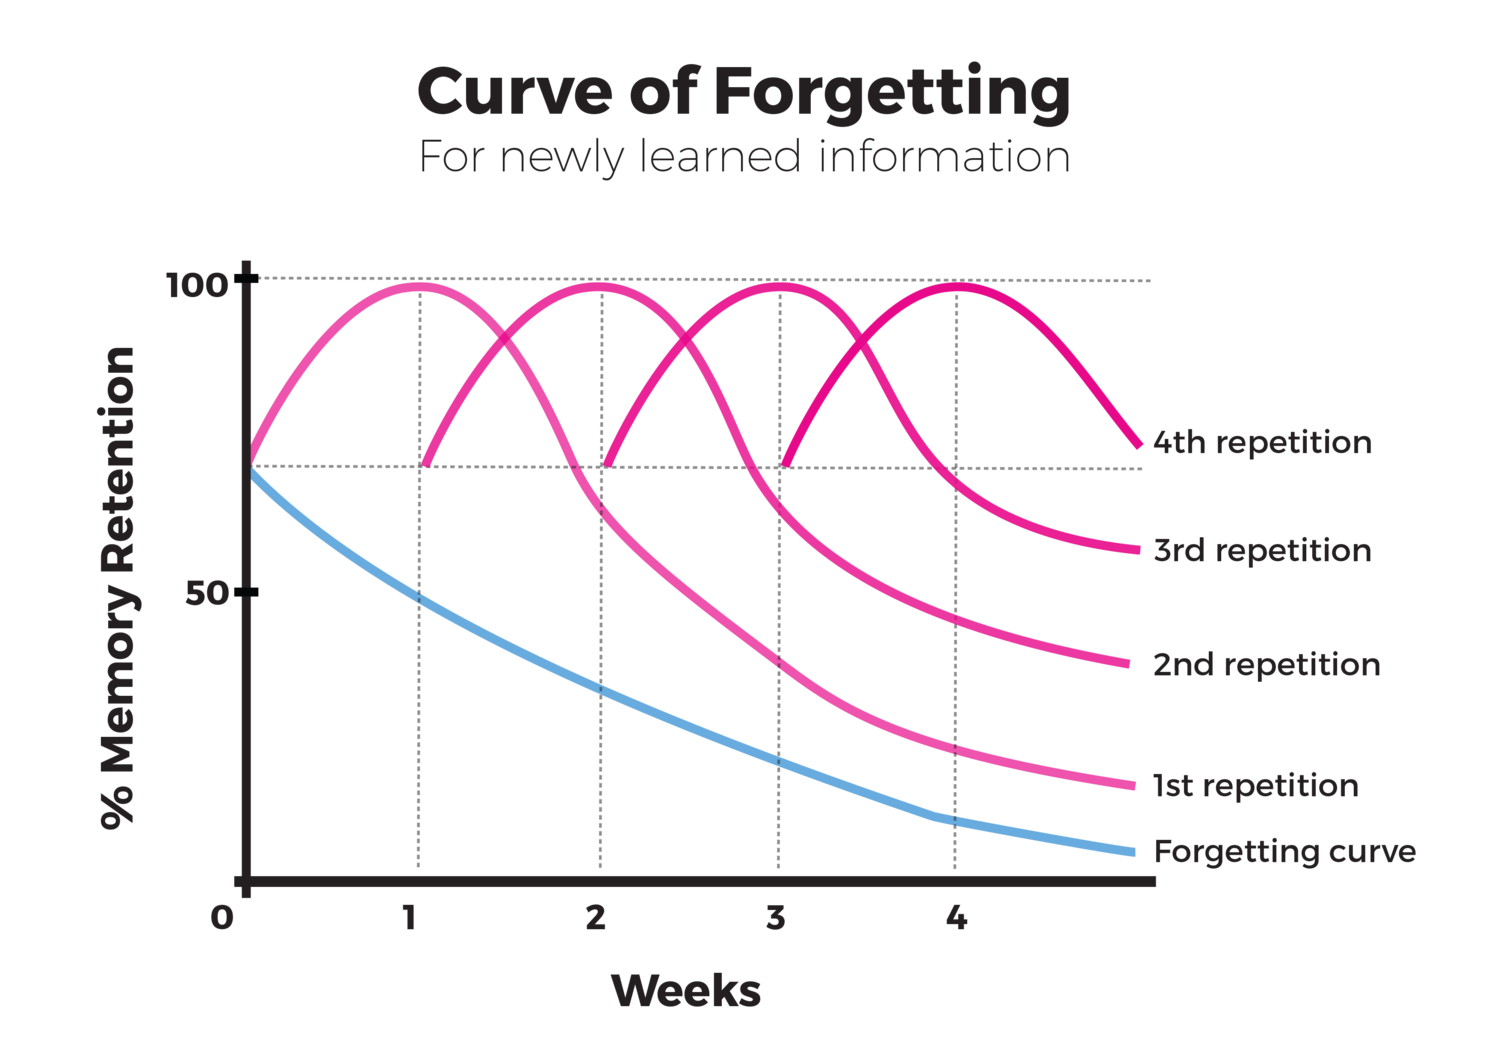 Curve of Forgetting
For newly learned information
% Memory Retention
100
50
0
1
2
3
4
Weeks
4th repetition
3rd repetition
2nd repetition
1st repetition
Forgetting curve